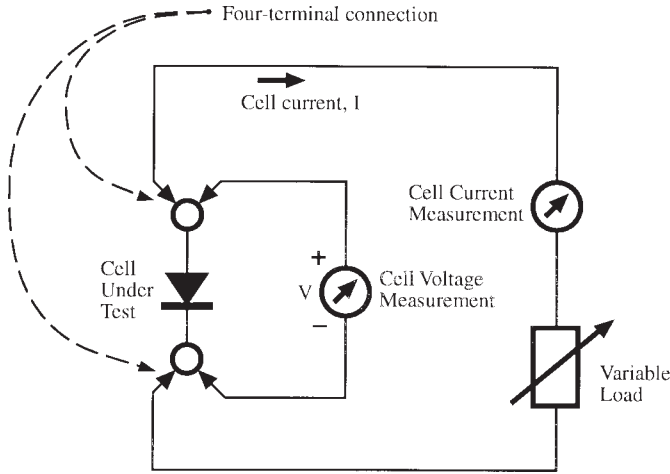 Four-terminal connection
Cell current, I
Cell Current
Measurement
Cell
Under
Test
+
V
−
Cell Voltage
Measurement
Variable
Load